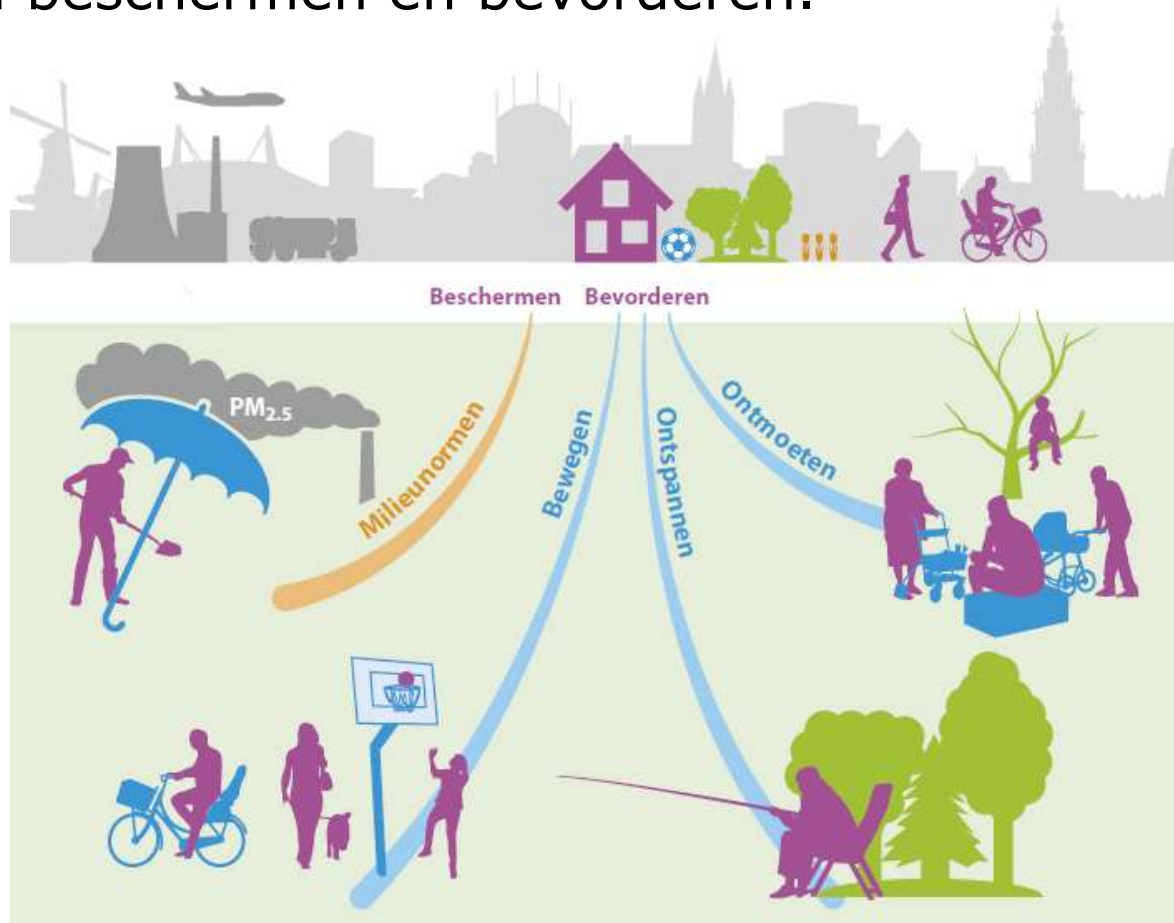 beschermen en bevorderen.
Beschermen Bevorderen
PM2.5
Milieunormen
Bewegen
Ontspannen
Ontmoeten